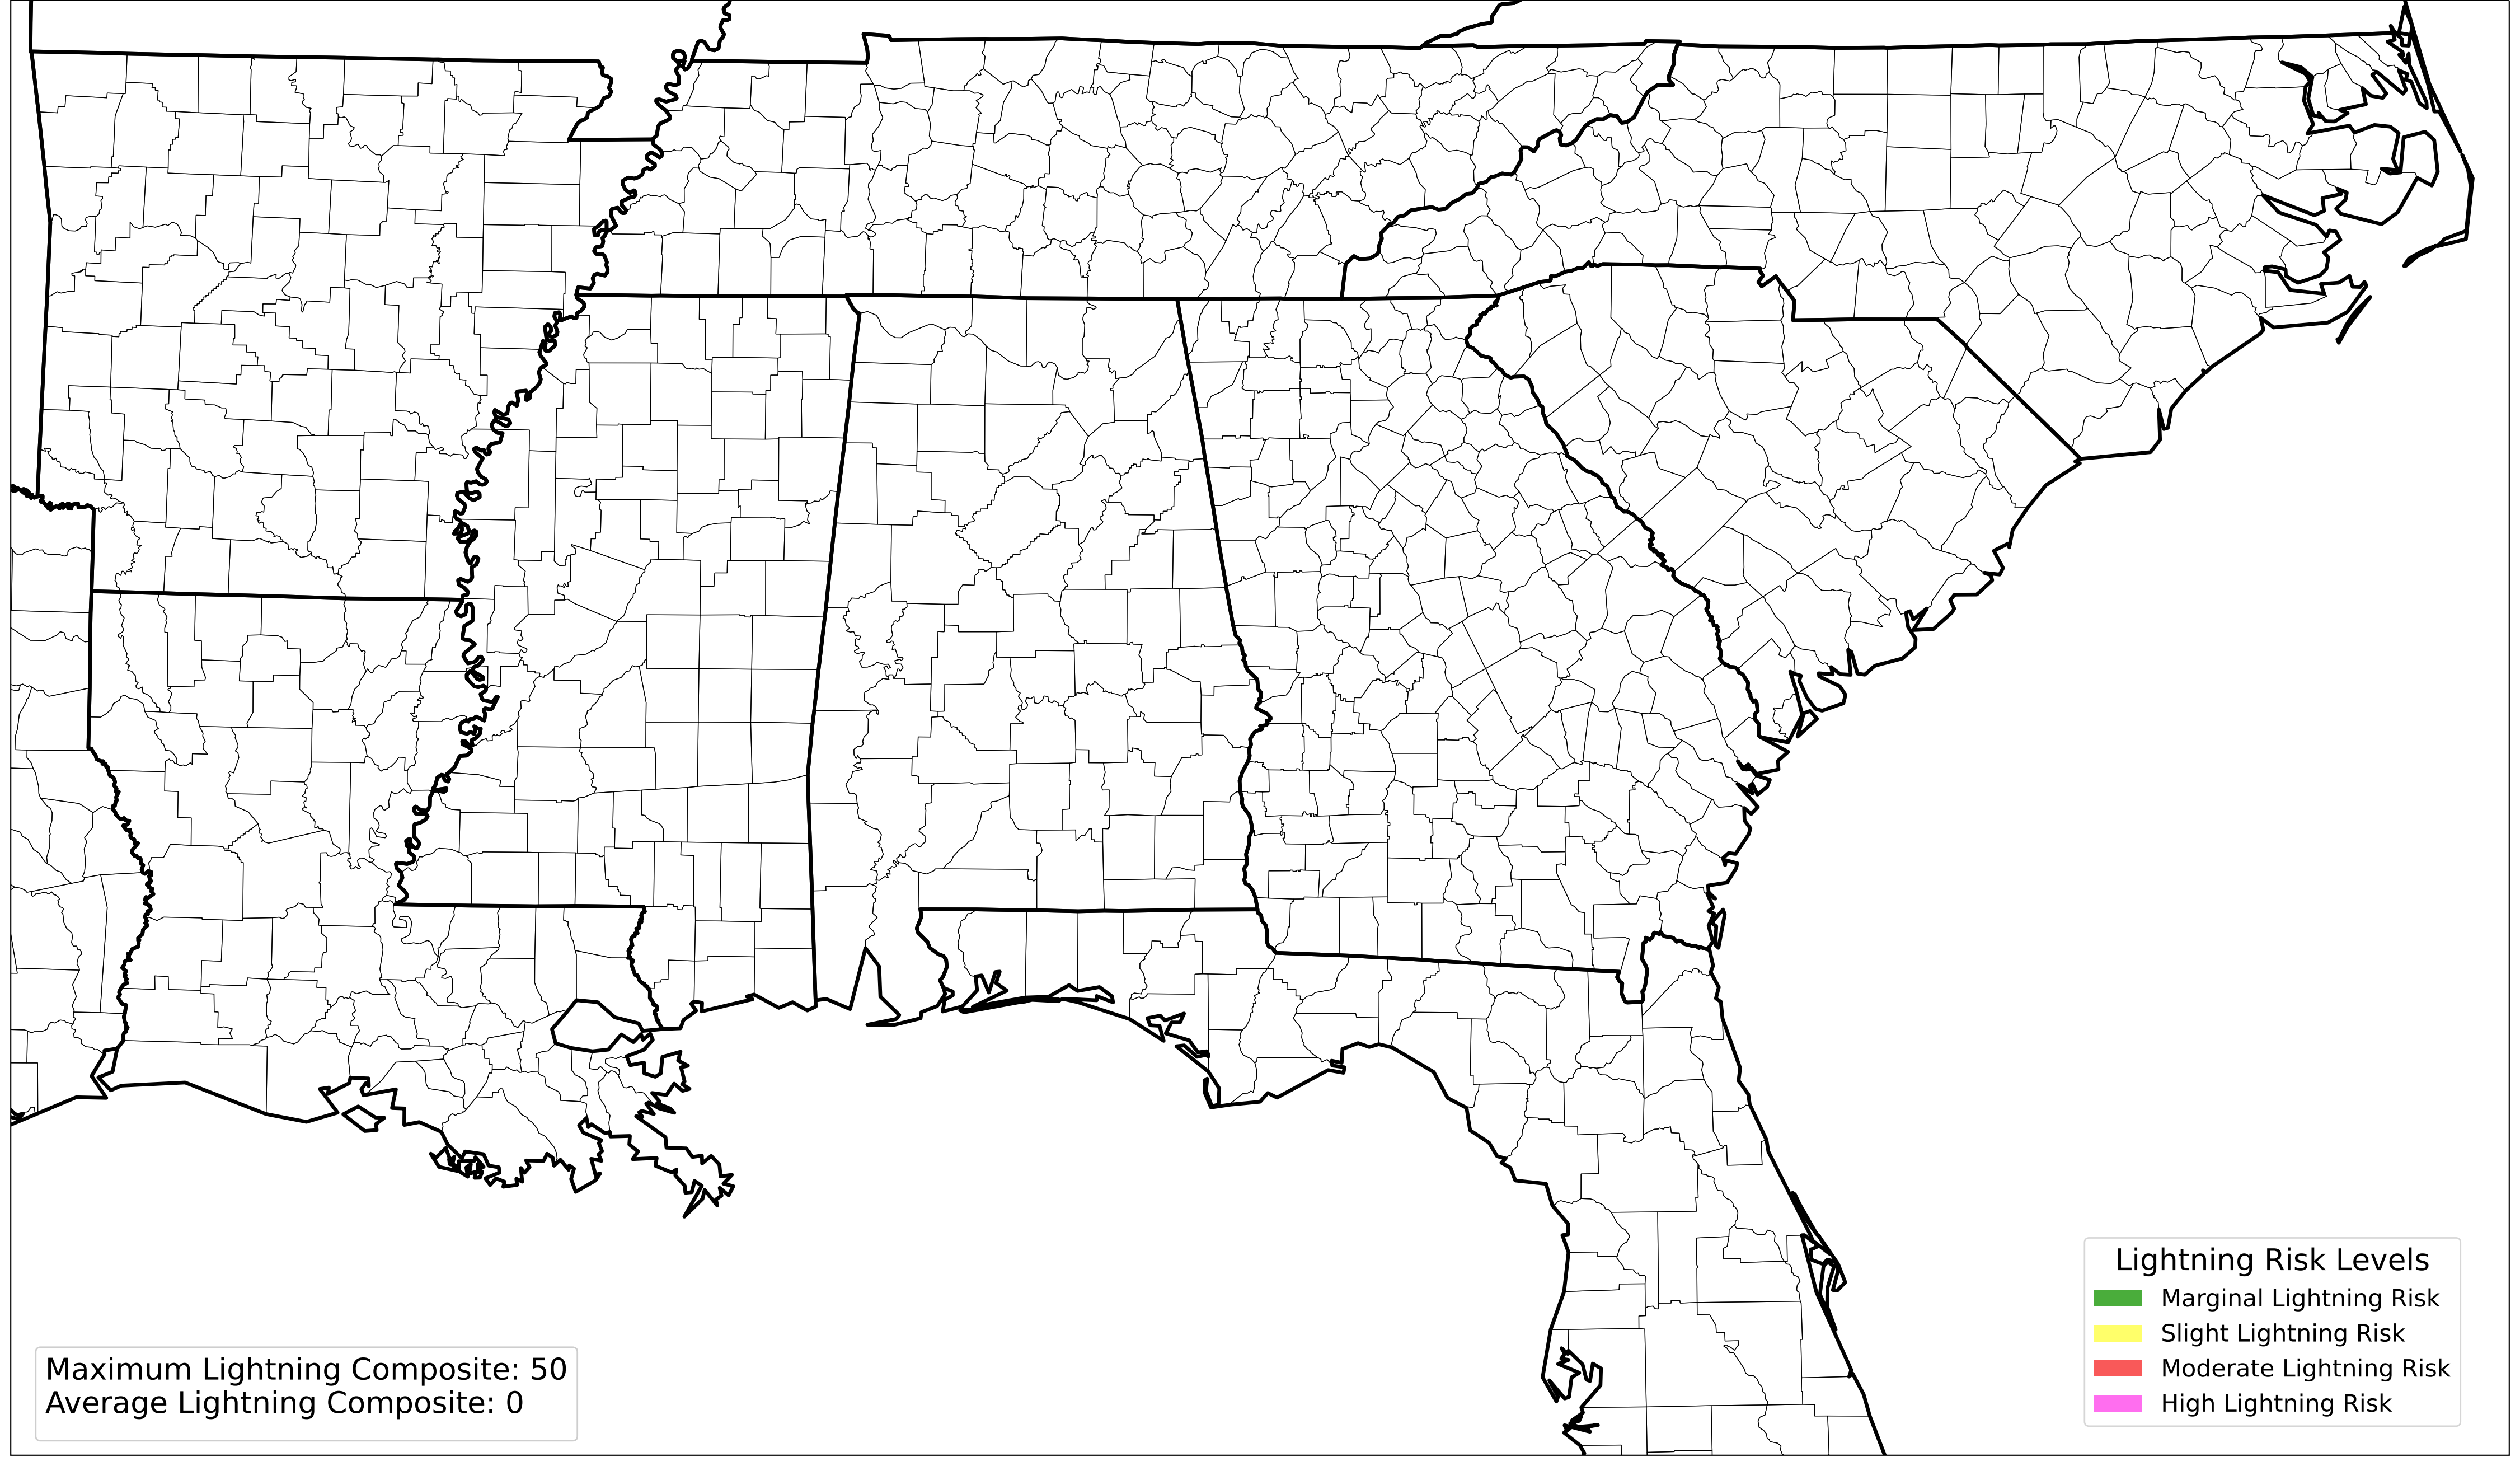 Maximum Lightning Composite: 50
Average Lightning Composite: 0
Lightning Risk Levels
Marginal Lightning Risk
Slight Lightning Risk
Moderate Lightning Risk
High Lightning Risk